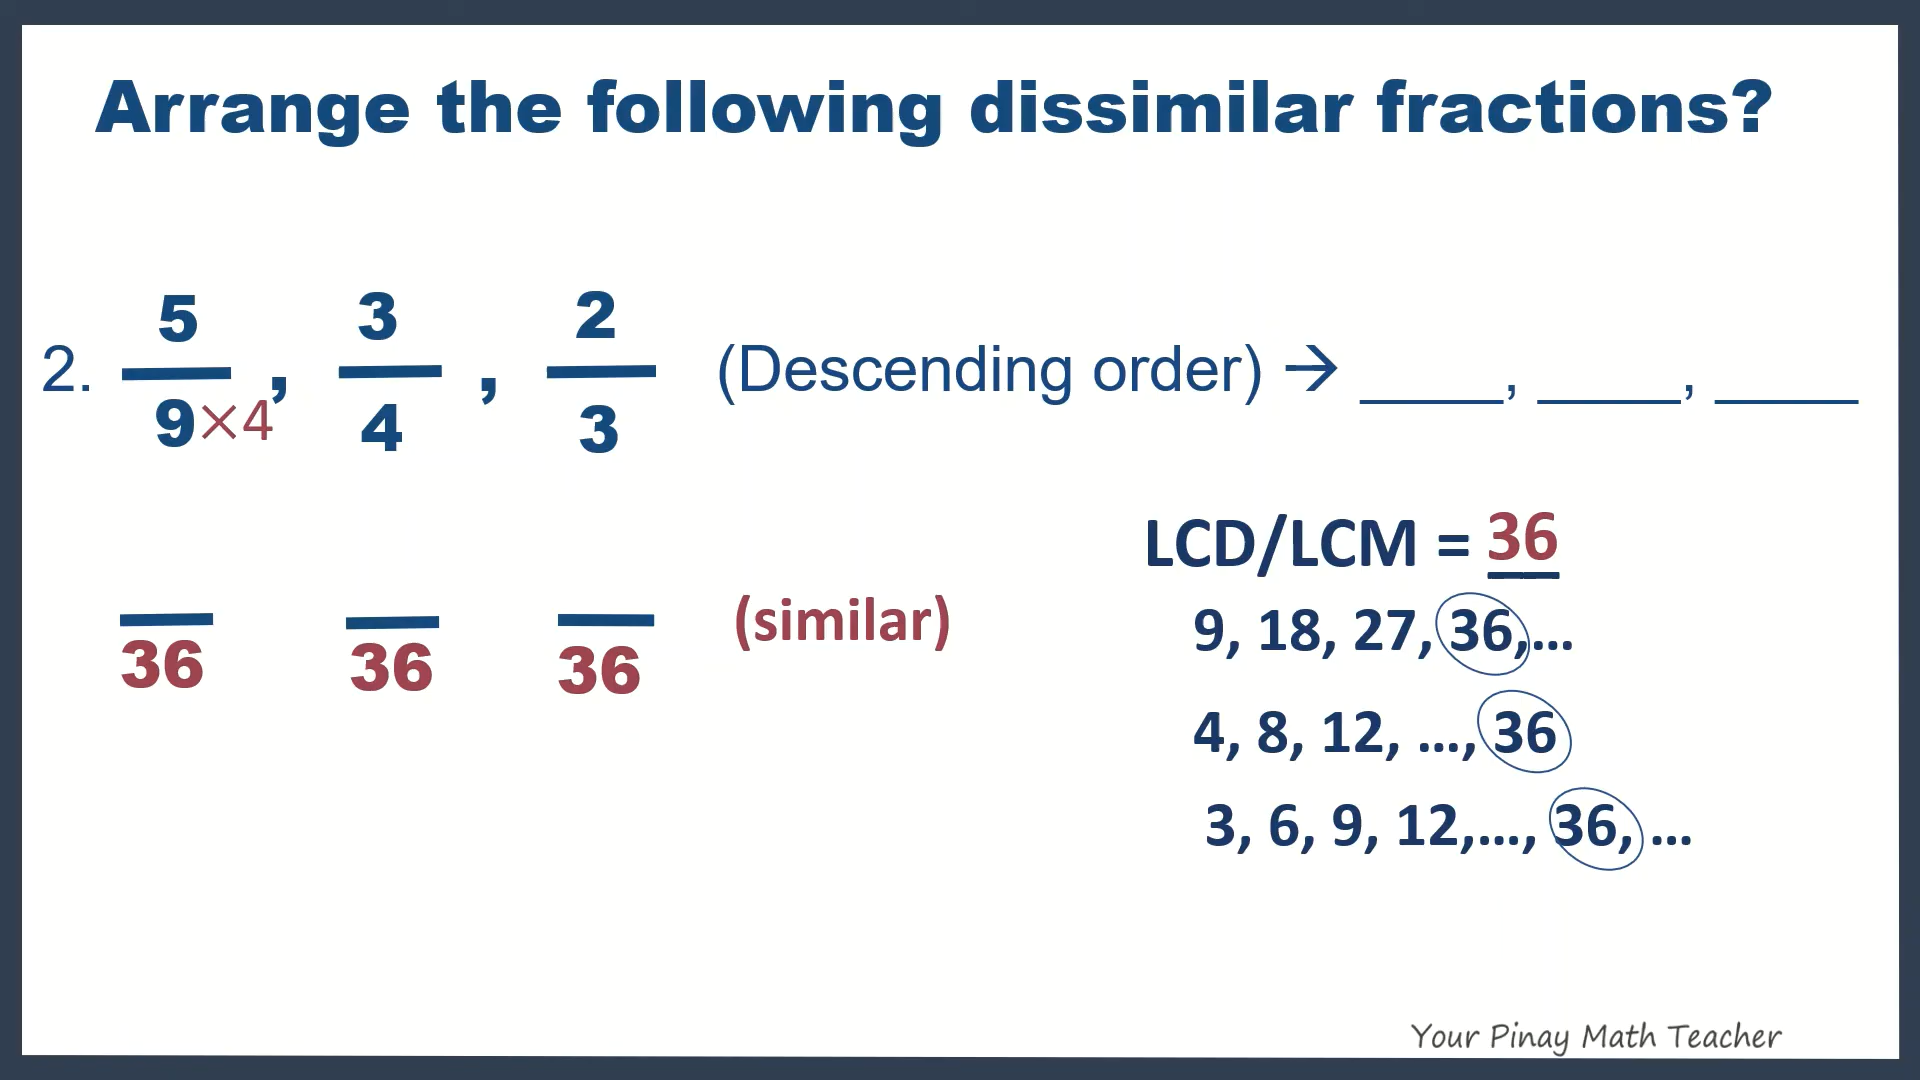 Arrange the following dissimilar fractions?
5 3 2
2. , , (Descending order) → ____, ____, ____
9×4 4 3
LCD/LCM = 36
36 36 36 (similar)
9, 18, 27, 36,...
4, 8, 12, ..., 36
3, 6, 9, 12,..., 36, ...
Your Pinay Math Teacher